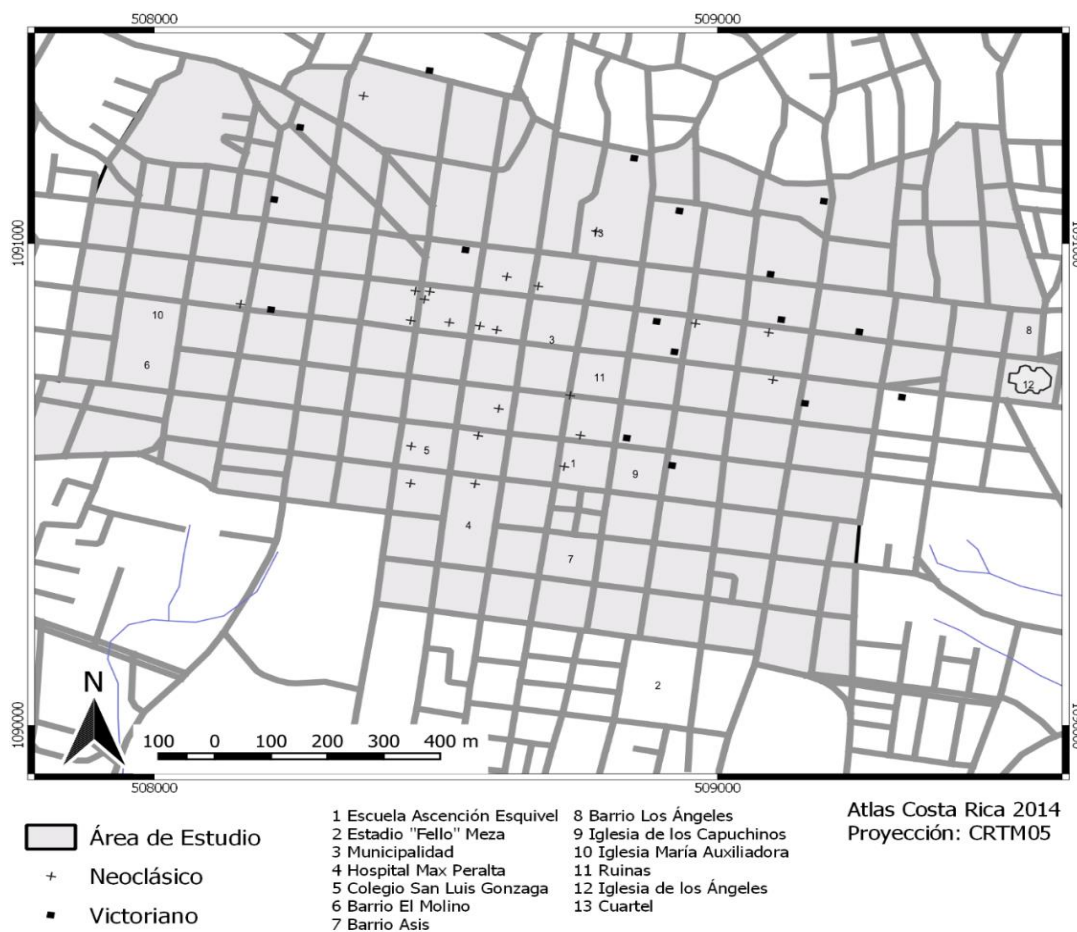 508000 509000
1091000 1091000
13
10
3
8
6
11
12
5
1
9
4
7
2
N
100 0 100 200 300 400 m
1090000 1090000
508000 509000
Área de Estudio
Neoclásico
Victoriano
1 Escuela Ascención Esquivel
2 Estadio "Fello" Meza
3 Municipalidad
4 Hospital Max Peralta
5 Colegio San Luis Gonzaga
6 Barrio El Molino
7 Barrio Asis
8 Barrio Los Ángeles
9 Iglesia de los Capuchinos
10 Iglesia María Auxiliadora
11 Ruinas
12 Iglesia de los Ángeles
13 Cuartel
Atlas Costa Rica 2014
Proyección: CRTM05